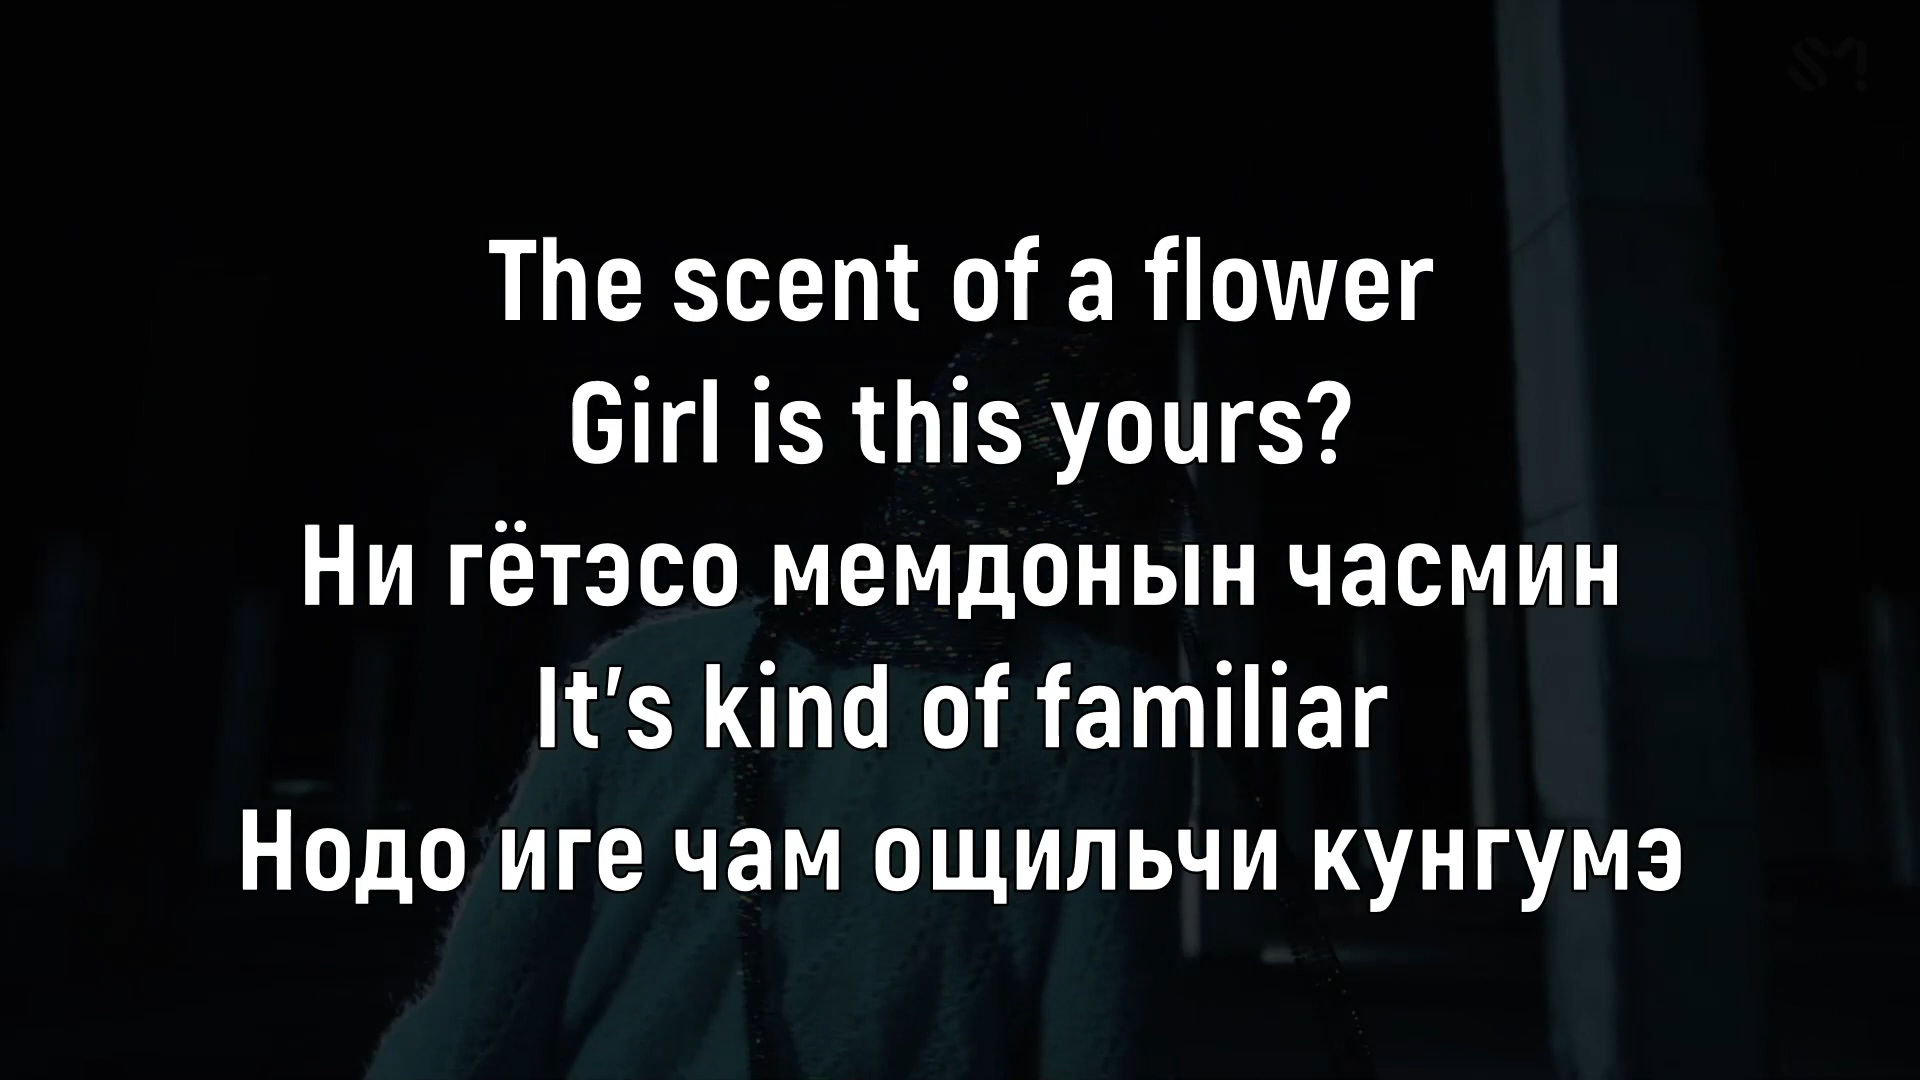 SM
The scent of a flower
Girl is this yours?
Ни гётэсо мемдонын часмин
It's kind of familiar
Нодо иге чам ощильчи кунгумэ